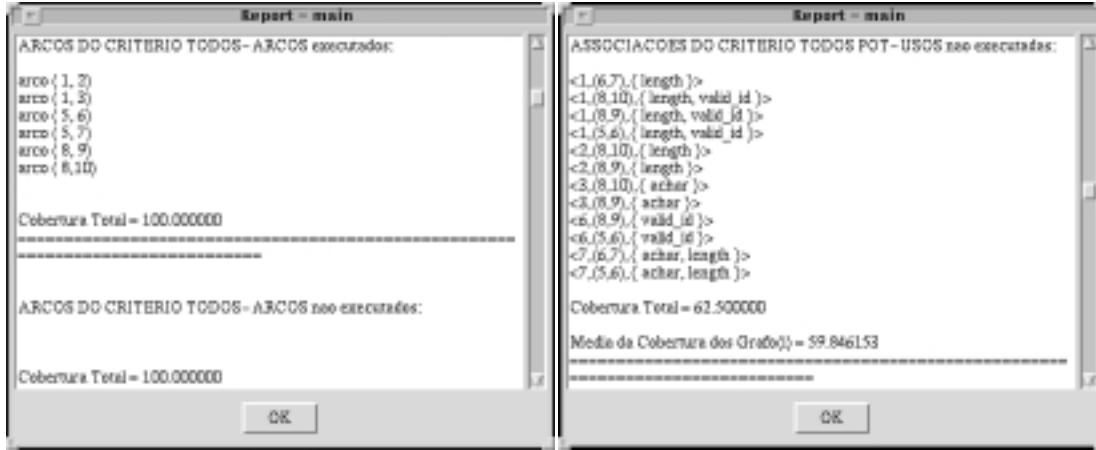 Report - main
ARCOS DO CRITERIO TODOS-ARCOS executados:
arco ( 1, 2)
arco ( 1, 3)
arco ( 5, 6)
arco ( 5, 7)
arco ( 8, 9)
arco ( 8,10)
Cobertura Total = 100.000000
================================================================
===============================
ARCOS DO CRITERIO TODOS-ARCOS nao executados:
Cobertura Total = 100.000000
OK
Report - main
ASSOCIACOES DO CRITERIO TODOS POT-USOS nao executadas:
<1,(6,7),{ length }>
<1,(8,10),{ length, valid_id }>
<1,(8,9),{ length, valid_id }>
<1,(5,6),{ length, valid_id }>
<2,(8,10),{ length }>
<2,(8,9),{ length }>
<3,(8,10),{ achar }>
<3,(8,9),{ achar }>
<6,(8,9),{ valid_id }>
<6,(5,6),{ valid_id }>
<7,(6,7),{ achar, length }>
<7,(5,6),{ achar, length }>
Cobertura Total = 62.500000
Media da Cobertura dos Grafo(i) = 59.846153
================================================================
===============================
OK